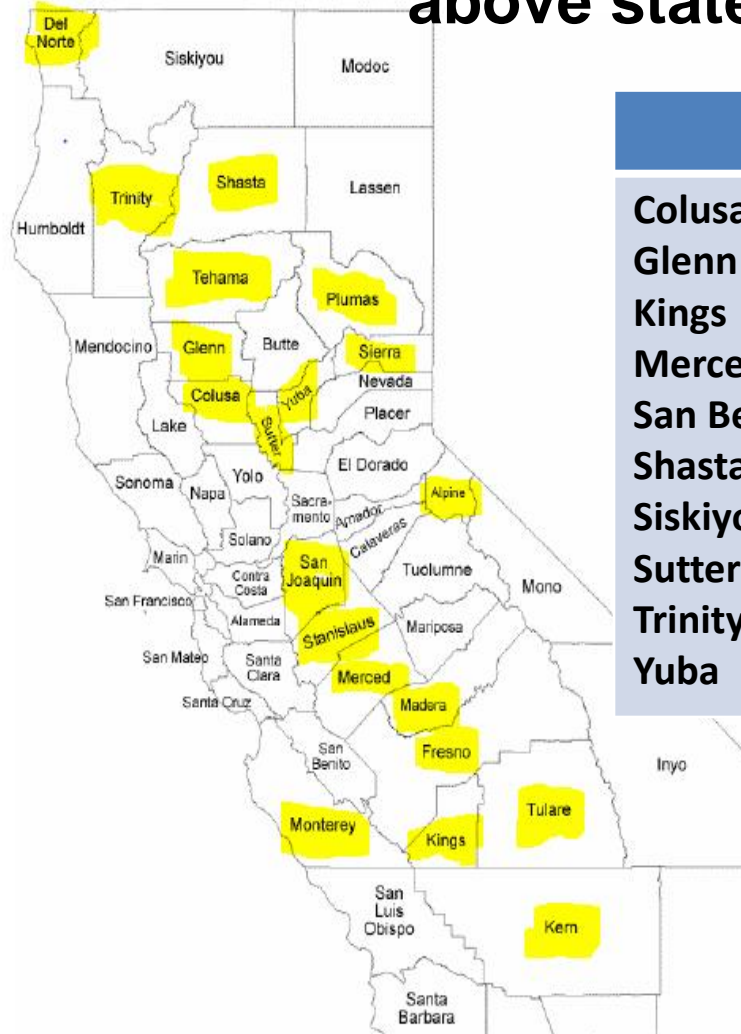 above state
Del
Norte
Siskiyou
Modoc
Trinity
Shasta
Lassen
Humboldt
Tehama
Plumas
Mendocino
Glenn
Butte
Sierra
Nevada
Colusa
Yuba
Placer
Lake
Sutter
El Dorado
Sonoma
Napa
Yolo
Sacra-
mento
Amador
Alpine
Solano
Calaveras
Marin
Contra
Costa
San
Joaquin
Tuolumne
Mono
San Francisco
Alameda
Stanislaus
Mariposa
San Mateo
Santa
Clara
Merced
Santa Cruz
Madera
San
Benito
Fresno
Inyo
Monterey
Kings
Tulare
San
Luis
Obispo
Kern
Santa
Barbara
Colusa
Glenn
Kings
Merce
San Be
Shasta
Siskiyo
Sutter
Trinity
Yuba